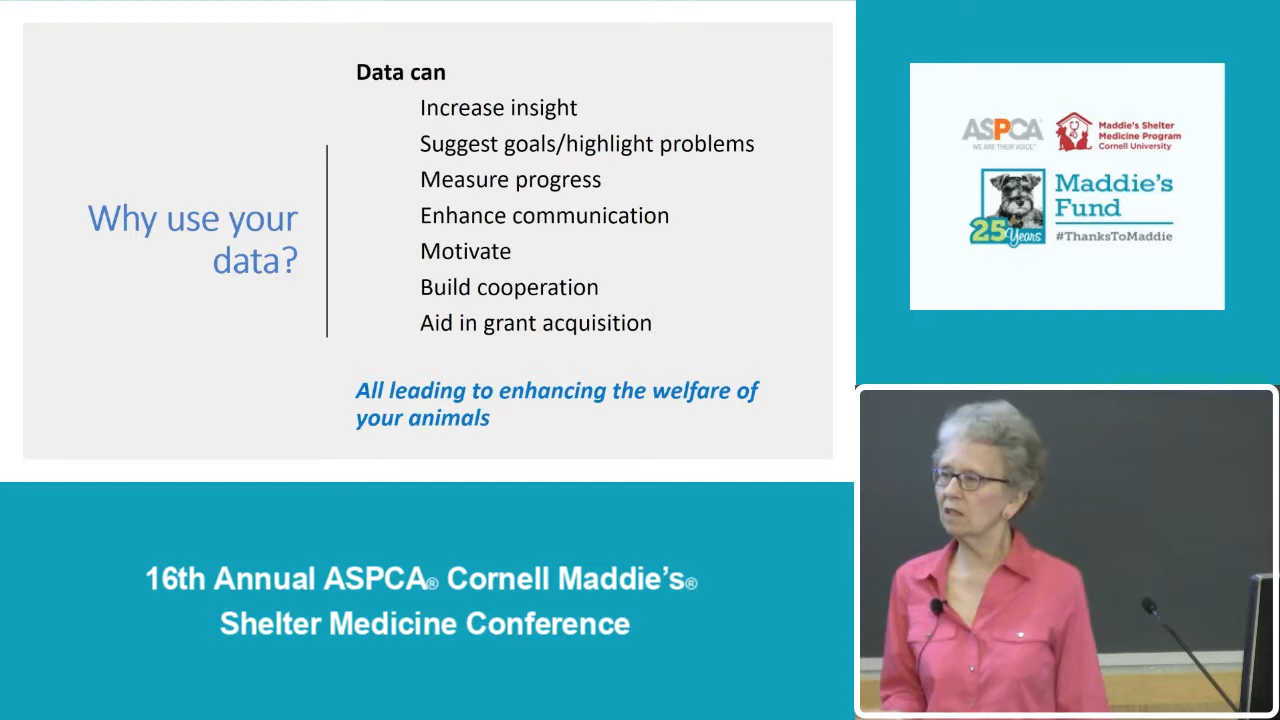 Why use your
data?
Data can
Increase insight
Suggest goals/highlight problems
Measure progress
Enhance communication
Motivate
Build cooperation
Aid in grant acquisition
All leading to enhancing the welfare of
your animals
ASPCA
WE ARE THEIR VOICE®
Maddie's Shelter
Medicine Program
Cornell University
25 Years
Maddie's
Fund
#ThanksToMaddie
16th Annual ASPCA® Cornell Maddie's®
Shelter Medicine Conference